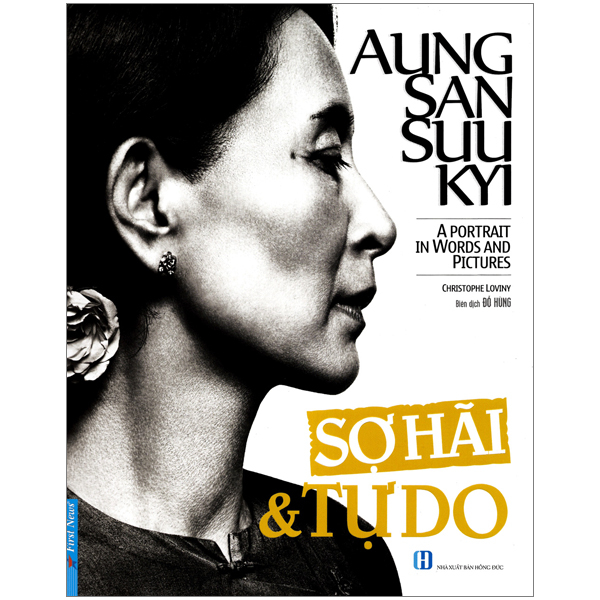 AUNG
SAN
SUU
KYI
A PORTRAIT
IN WORDS AND
PICTURES
CHRISTOPHE LOVINY
Biên dịch ĐỖ HÙNG
SỢ HÃI
& TỰ DO
First News
H
NHÀ XUẤT BẢN HỒNG ĐỨC